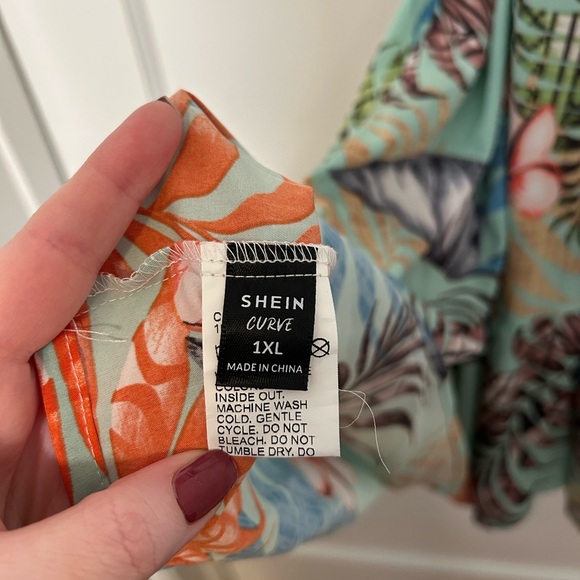 SHEIN
CURVE
1XL
MADE IN CHINA
INSIDE OUT.
MACHINE WASH
COLD. GENTLE
CYCLE. DO NOT
BLEACH. DO NOT
TUMBLE DRY. DO